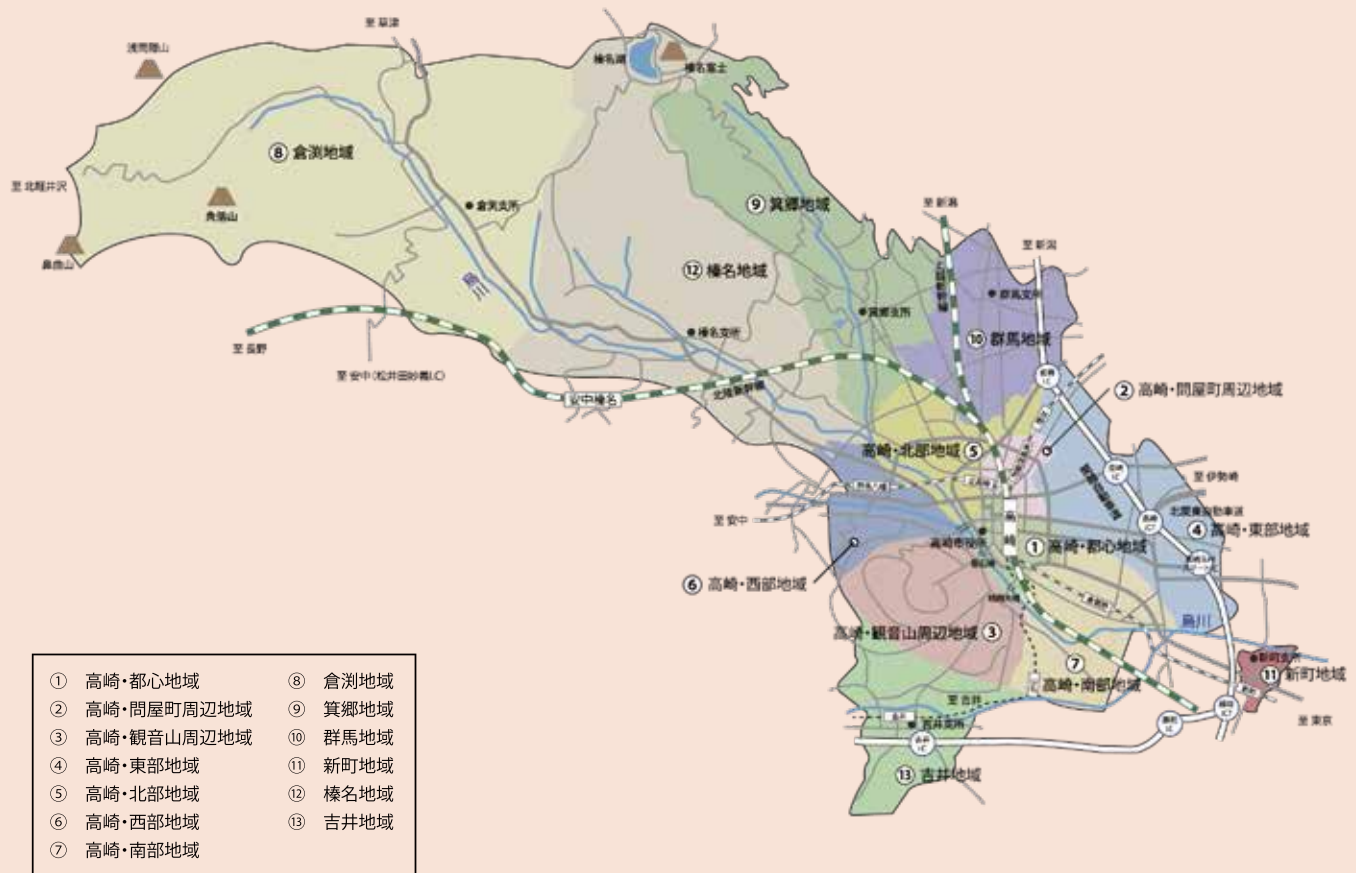 至 草津
浅間隠山
榛名湖
榛名富士
⑧ 倉渕地域
至 北軽井沢
角落山
倉渕支所
鼻曲山
⑨ 箕郷地域
至 新潟
至 新潟
烏川
⑫ 榛名地域
上越新幹線
群馬支所
箕郷支所
榛名支所
⑩ 群馬地域
至 長野
至 安中(松井田妙義I.C)
安中榛名
北陸新幹線
② 高崎・問屋町周辺地域
高崎・北部地域 ⑤
至 伊勢崎
北関東自動車道
至 安中
高崎
④ 高崎・東部地域
高崎市役所
① 高崎・都心地域
⑥ 高崎・西部地域
烏川
高崎・観音山周辺地域 ③
⑦
高崎・南部地域
新町支所
⑪ 新町地域
至 吉井
吉井支所
至 東京
⑬ 吉井地域
① 高崎・都心地域
② 高崎・問屋町周辺地域
③ 高崎・観音山周辺地域
④ 高崎・東部地域
⑤ 高崎・北部地域
⑥ 高崎・西部地域
⑦ 高崎・南部地域
⑧ 倉渕地域
⑨ 箕郷地域
⑩ 群馬地域
⑪ 新町地域
⑫ 榛名地域
⑬ 吉井地域